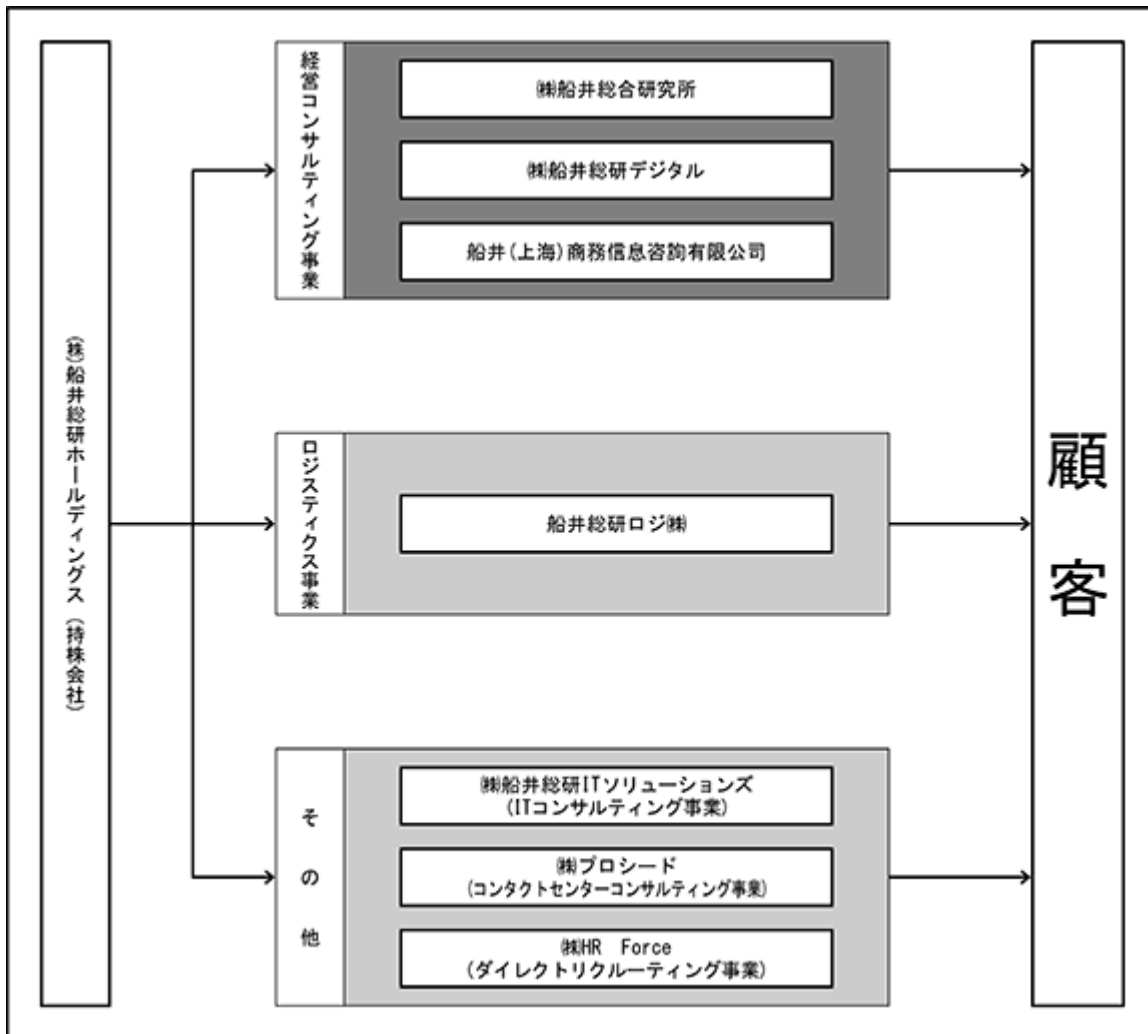 ㈱船井総研ホールディングス（持株会社）
経営コンサルティング事業
㈱船井総合研究所
㈱船井総研デジタル
船井(上海)商務信息咨詢有限公司
ロジスティクス事業
船井総研ロジ㈱
その他
㈱船井総研ITソリューションズ
(ITコンサルティング事業)
㈱プロシード
(コンタクトセンターコンサルティング事業)
㈱HR Force
(ダイレクトリクルーティング事業)
顧客